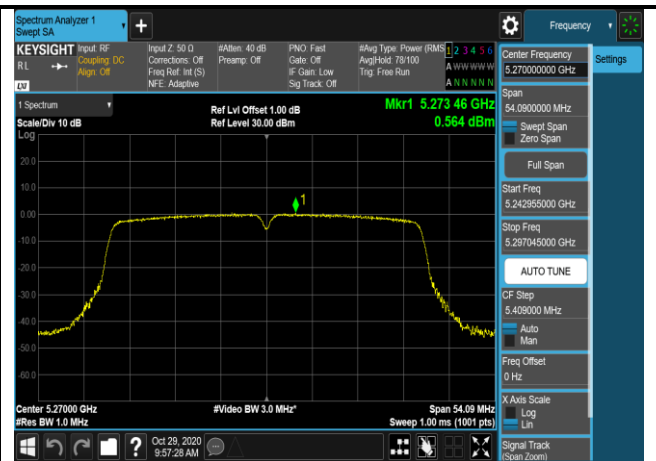 Spectrum Analyzer 1
Swept SA
+
Frequency
KEYSIGHT
RL
LXI
Input: RF
Coupling: DC
Align: Off
Input Z: 50 Ω
Corrections: Off
Freq Ref: Int (S)
NFE: Adaptive
#Atten: 40 dB
Preamp: Off
PNO: Fast
Gate: Off
IF Gain: Low
Sig Track: Off
#Avg Type: Power (RMS
Avg|Hold: 78/100
Trig: Free Run
1 2 3 4 5 6
A W W W W W
A N N N N N
1 Spectrum
Scale/Div 10 dB
Ref Lvl Offset 1.00 dB
Ref Level 30.00 dBm
Mkr1 5.273 46 GHz
0.564 dBm
Log
20.0
10.0
0.00
-10.0
-20.0
-30.0
-40.0
-50.0
-60.0
1
Center 5.27000 GHz
#Res BW 1.0 MHz
#Video BW 3.0 MHz*
Span 54.09 MHz
Sweep 1.00 ms (1001 pts)
?
Oct 29, 2020
9:57:28 AM
Center Frequency
5.270000000 GHz
Span
54.0900000 MHz
Swept Span
Zero Span
Full Span
Start Freq
5.242955000 GHz
Stop Freq
5.297045000 GHz
AUTO TUNE
CF Step
5.409000 MHz
Auto
Man
Freq Offset
0 Hz
X Axis Scale
Log
Lin
Signal Track
(Span Zoom)
Settings